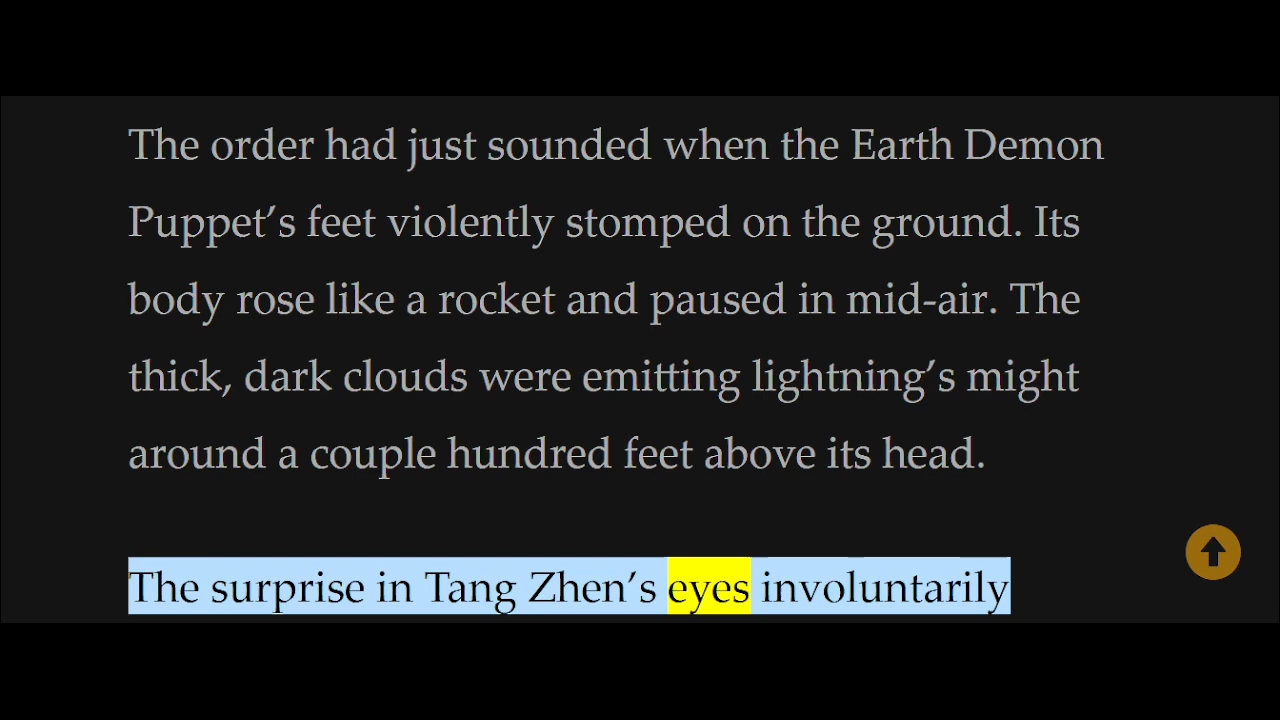 The order had just sounded when the Earth Demon
Puppet’s feet violently stomped on the ground. Its
body rose like a rocket and paused in mid-air. The
thick, dark clouds were emitting lightning’s might
around a couple hundred feet above its head.
The surprise in Tang Zhen’s eyes involuntarily